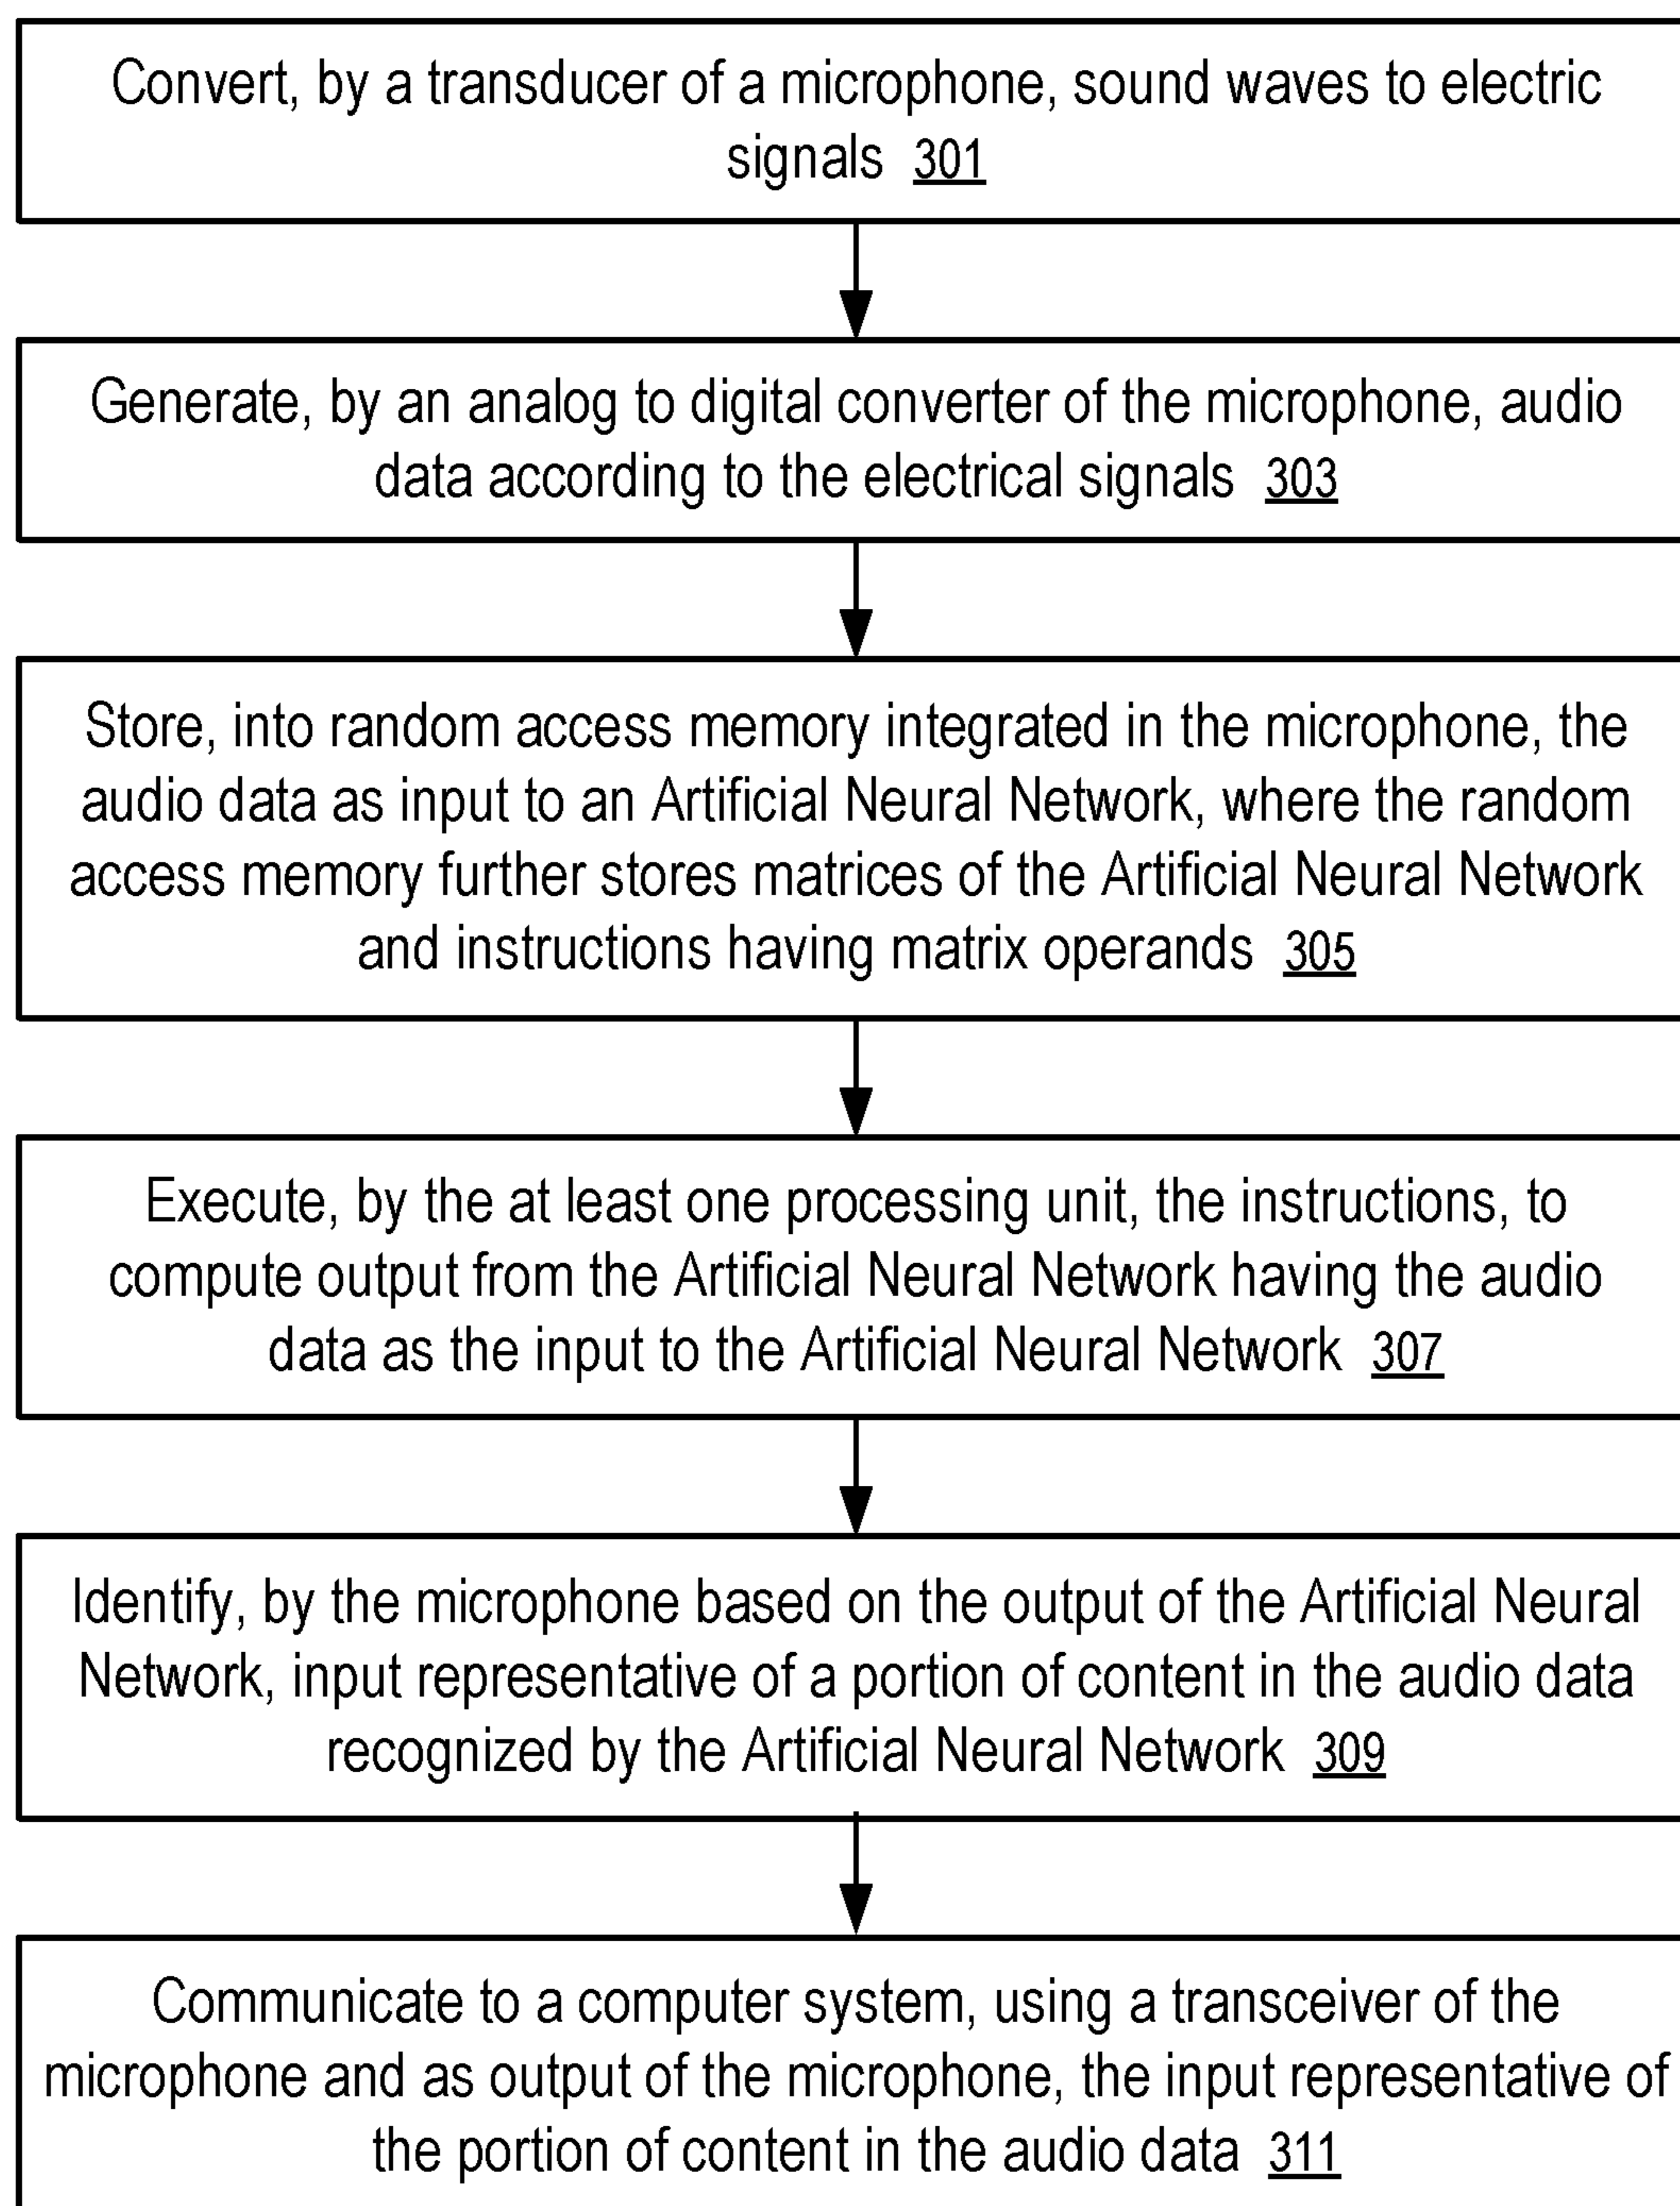 Convert, by a transducer of a microphone, sound waves to electric
signals 301
Generate, by an analog to digital converter of the microphone, audio
data according to the electrical signals 303
Store, into random access memory integrated in the microphone, the
audio data as input to an Artificial Neural Network, where the random
access memory further stores matrices of the Artificial Neural Network
and instructions having matrix operands 305
Execute, by the at least one processing unit, the instructions, to
compute output from the Artificial Neural Network having the audio
data as the input to the Artificial Neural Network 307
Identify, by the microphone based on the output of the Artificial Neural
Network, input representative of a portion of content in the audio data
recognized by the Artificial Neural Network 309
Communicate to a computer system, using a transceiver of the
microphone and as output of the microphone, the input representative of
the portion of content in the audio data 311